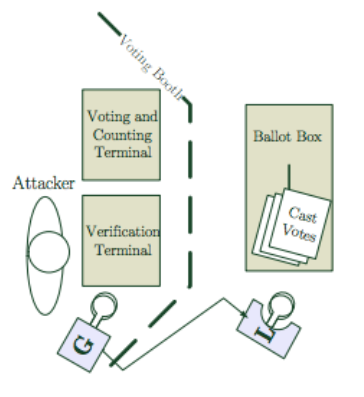 Voting Booth
Voting and
Counting
Terminal
Ballot Box
Attacker
Verification
Terminal
Cast
Votes
G
I